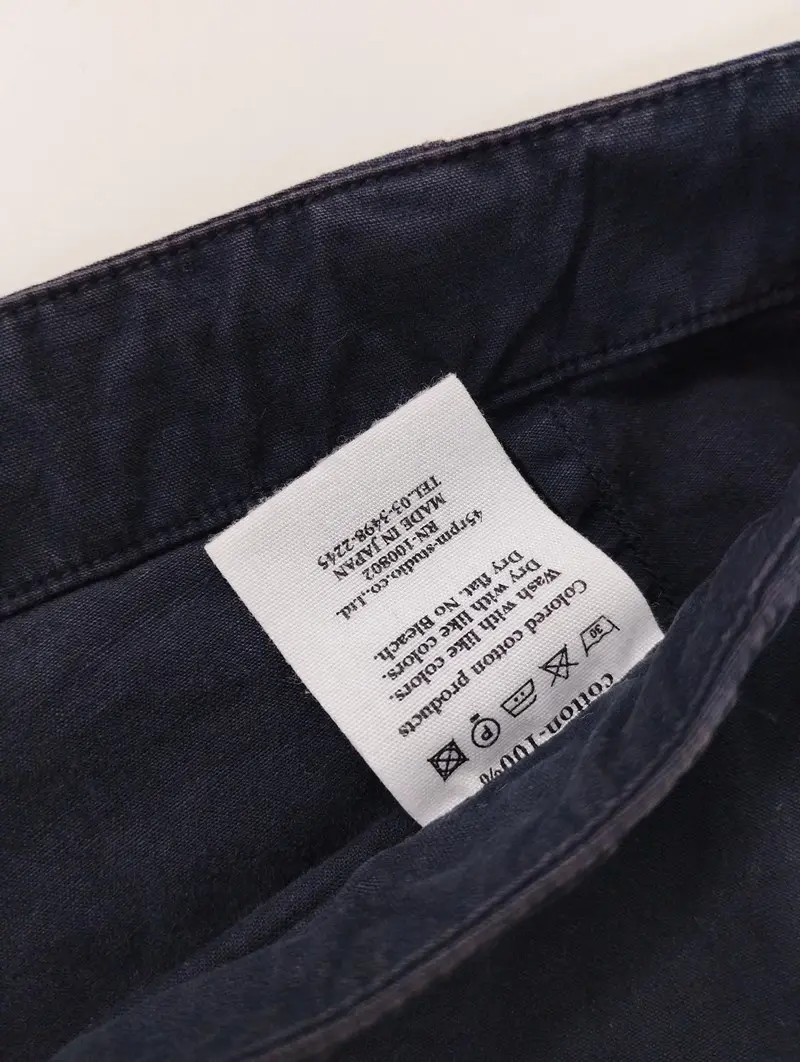 cotton-100%
30
P
Colored cotton products
Wash with like colors.
Dry with like colors.
Dry flat. No Bleach.
45rpm-studio.co.,Ltd.
RN-100802
MADE IN JAPAN
TEL.03-3498-2245